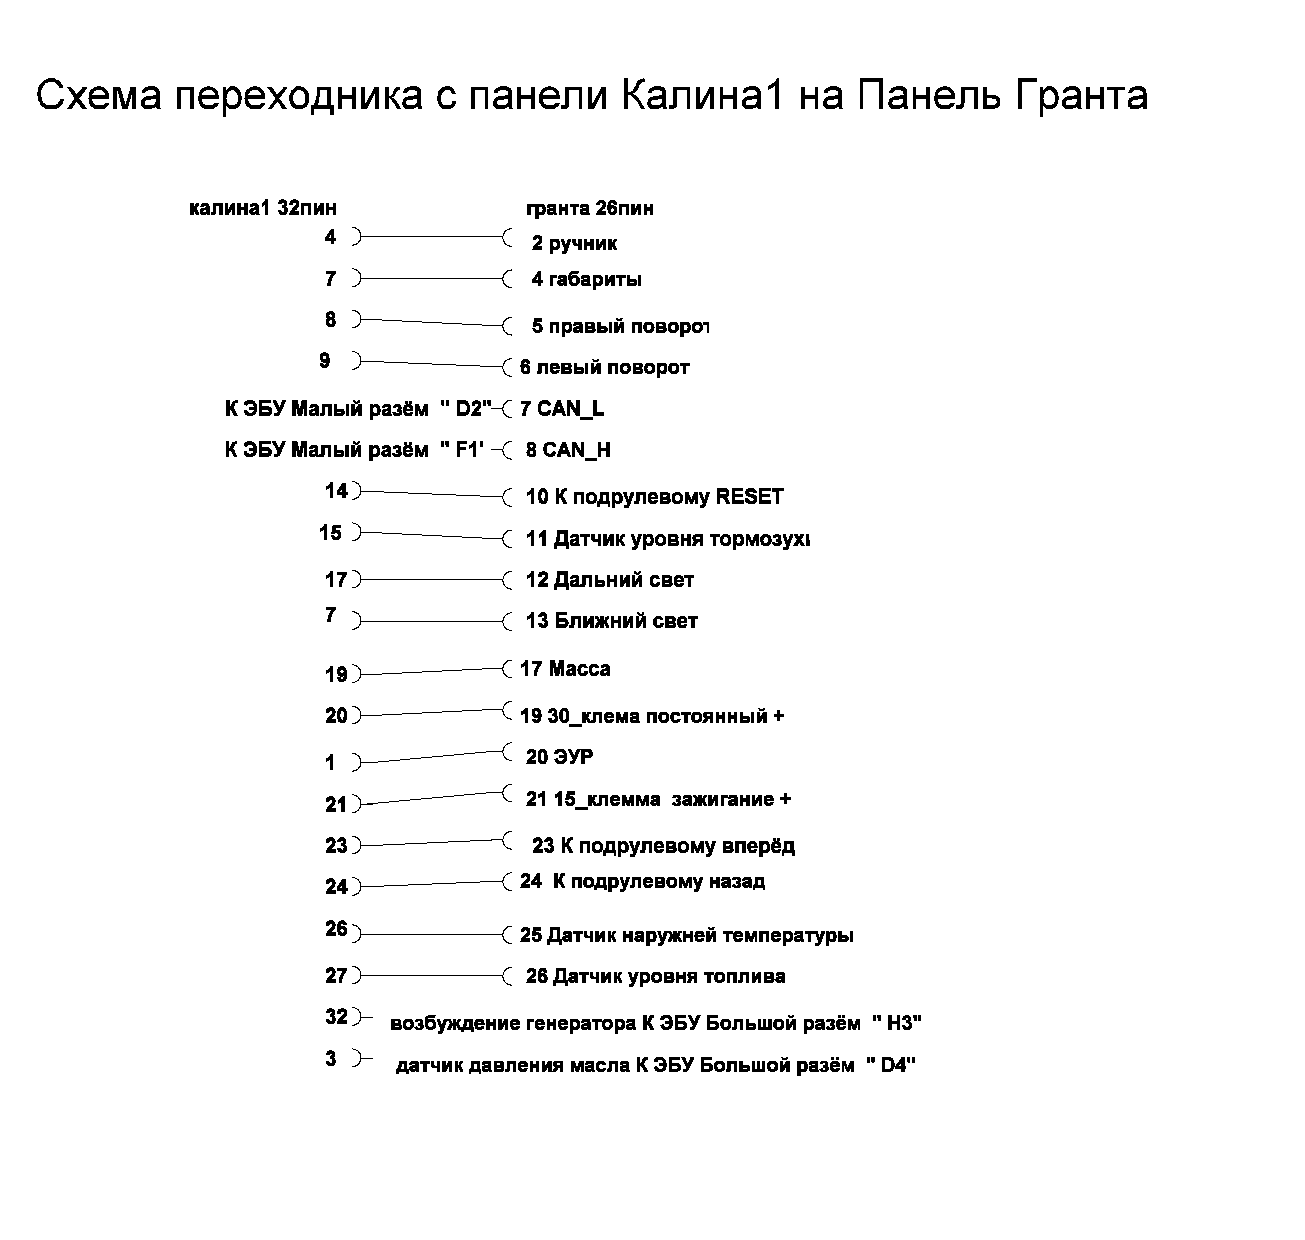 Схема переходника с панели Калина1 на Панель Гранта
калина1 32пин гранта 26пин
4 2 ручник
7 4 габариты
8 5 правый поворот
9 6 левый поворот
К ЭБУ Малый разём " D2" 7 CAN_L
К ЭБУ Малый разём " F1' 8 CAN_H
14 10 К подрулевому RESET
15 11 Датчик уровня тормозухи
17 12 Дальний свет
7 13 Ближний свет
19 17 Масса
20 19 30_клема постоянный +
1 20 ЭУР
21 21 15_клемма зажигание +
23 23 К подрулевому вперёд
24 24 К подрулевому назад
26 25 Датчик наружней температуры
27 26 Датчик уровня топлива
32 возбуждение генератора К ЭБУ Большой разём " H3"
3 датчик давления масла К ЭБУ Большой разём " D4"